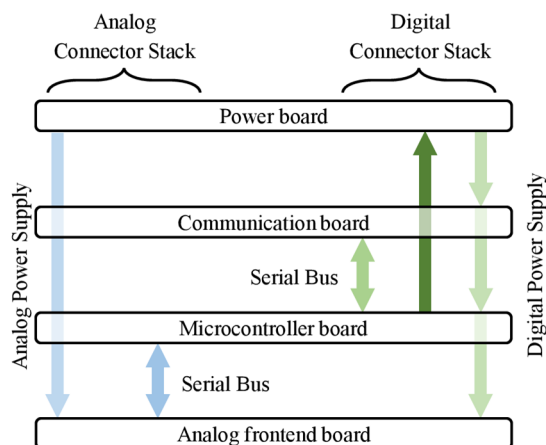 Analog
Connector Stack
Digital
Connector Stack
Power board
Analog Power Supply
Digital Power Supply
Communication board
Serial Bus
Microcontroller board
Serial Bus
Analog frontend board